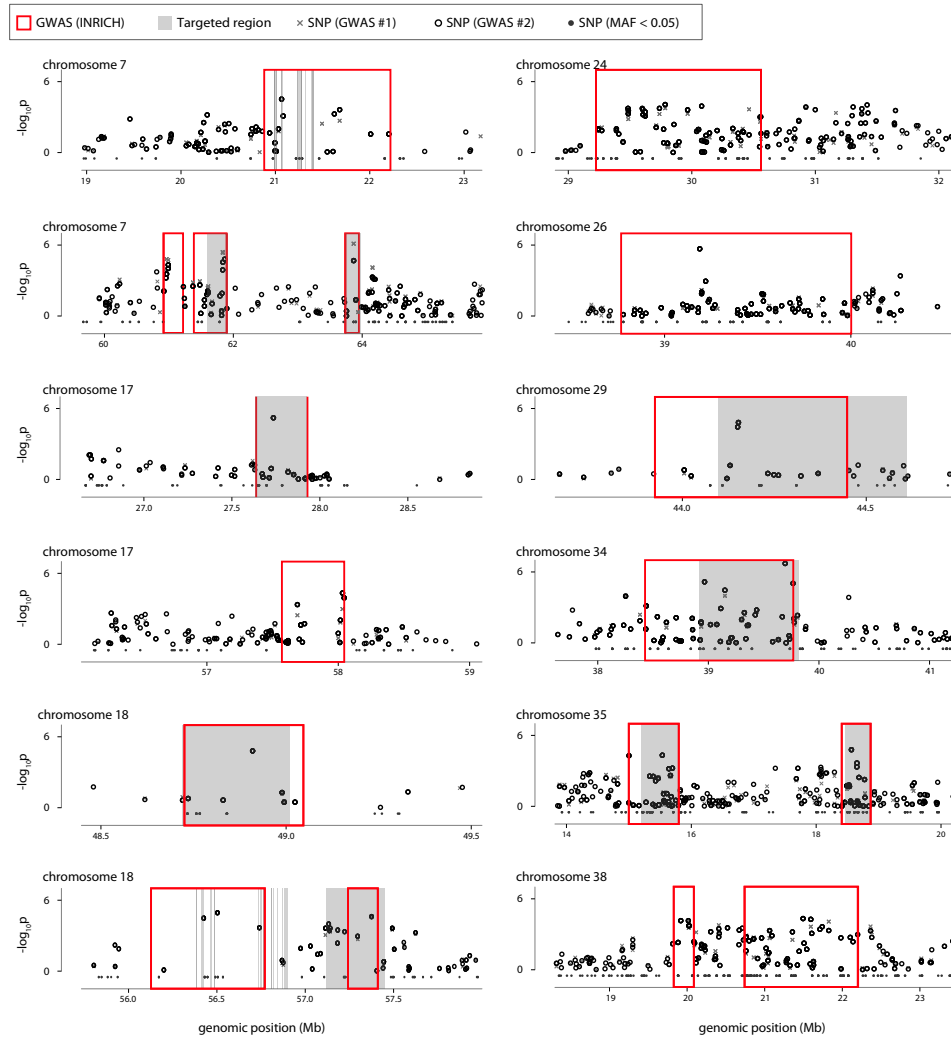 GWAS (INRICH) Targeted region SNP (GWAS #1) SNP (GWAS #2) SNP (MAF < 0.05)
chromosome 7
6
0
-log10p
19 20 21 22 23
chromosome 24
6
0
29 30 31 32
chromosome 7
6
0
-log10p
60 62 64
chromosome 26
6
0
39 40
chromosome 17
6
0
-log10p
27.0 27.5 28.0 28.5
chromosome 29
6
0
44.0 44.5
chromosome 17
6
0
-log10p
57 58 59
chromosome 34
6
0
38 39 40 41
chromosome 18
6
0
-log10p
48.5 49.0 49.5
chromosome 35
6
0
14 16 18 20
chromosome 18
6
0
-log10p
56.0 56.5 57.0 57.5
genomic position (Mb)
chromosome 38
6
0
19 20 21 22 23
genomic position (Mb)